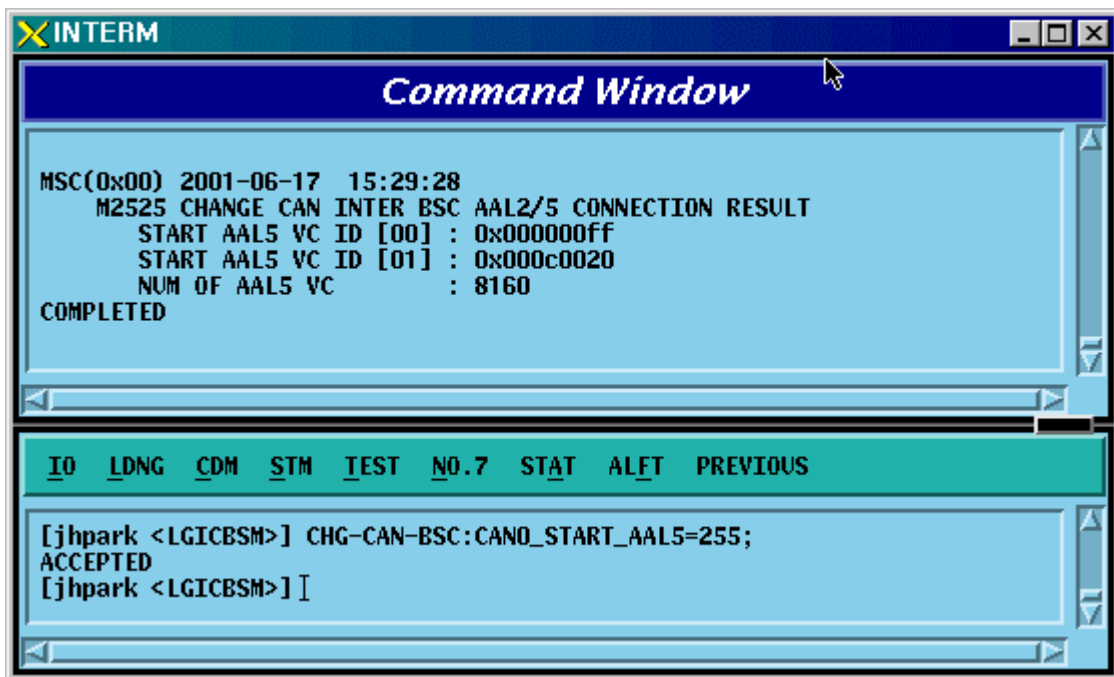 INTERM
Command Window
MSC(0x00) 2001-06-17 15:29:28
M2525 CHANGE CAN INTER BSC AAL2/5 CONNECTION RESULT
START AAL5 VC ID [00] : 0x000000ff
START AAL5 VC ID [01] : 0x000c0020
NUM OF AAL5 VC : 8160
COMPLETED
IO LDNG CDM STM TEST NO.7 STAT ALFT PREVIOUS
[jhpark <LGICBSM>] CHG-CAN-BSC:CAN0_START_AAL5=255;
ACCEPTED
[jhpark <LGICBSM>]